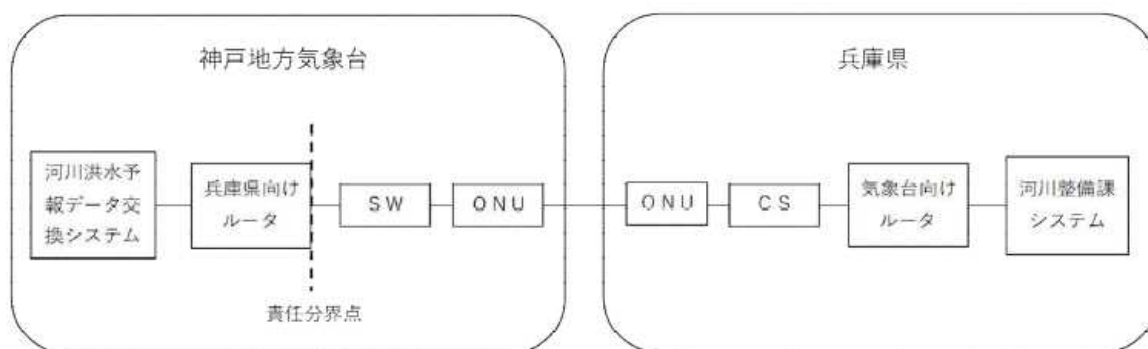 神戸地方気象台
兵庫県
河川洪水予
報データ交
換システム
兵庫県向け
ルータ
SW
ONU
ONU
CS
気象台向け
ルータ
河川整備課
システム
責任分界点